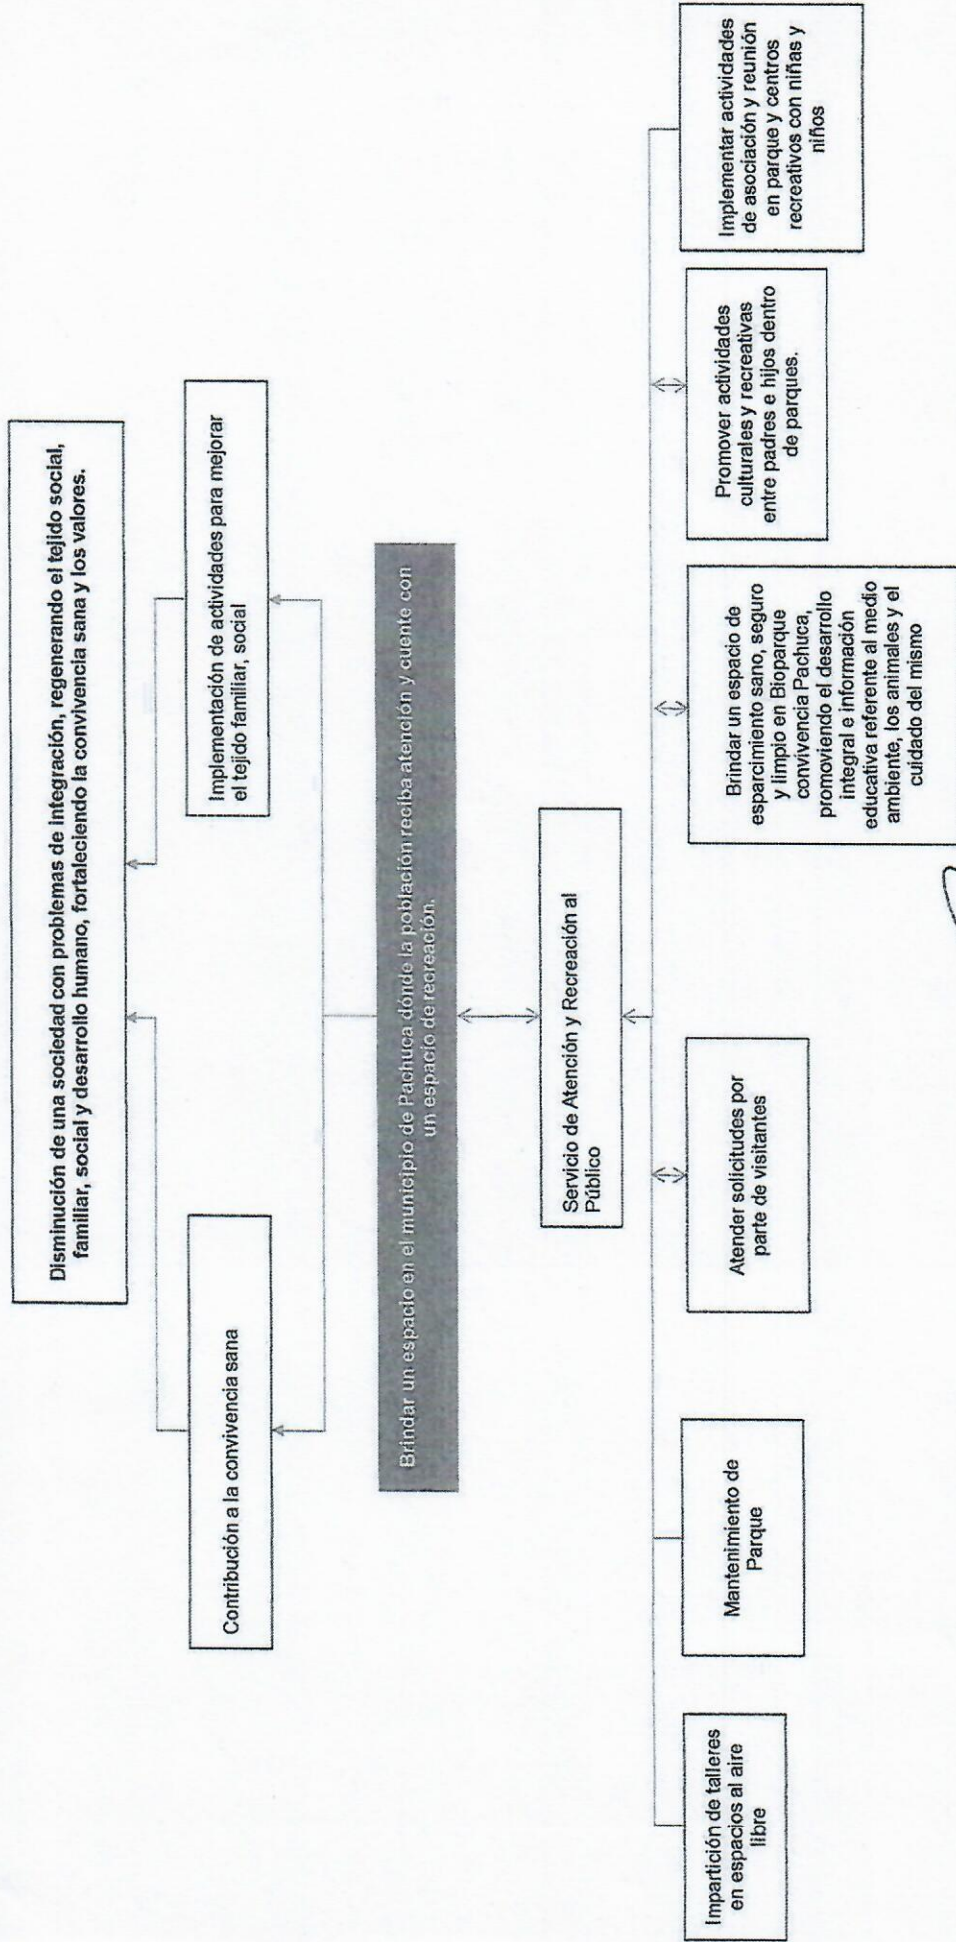 Disminución de una sociedad con problemas de integración, regenerando el tejido social,
familiar, social y desarrollo humano, fortaleciendo la convivencia sana y los valores.
Contribución a la convivencia sana
Implementación de actividades para mejorar
el tejido familiar, social
Brindar un espacio en el municipio de Pachuca dónde la población reciba atención y cuente con
un espacio de recreación.
Servicio de Atención y Recreación al
Público
Impartición de talleres
en espacios al aire
libre
Mantenimiento de
Parque
Atender solicitudes por
parte de visitantes
Brindar un espacio de
esparcimiento sano, seguro
y limpio en Bioparque
convivencia Pachuca,
promoviendo el desarrollo
integral e información
educativa referente al medio
ambiente, los animales y el
cuidado del mismo
Promover actividades
culturales y recreativas
entre padres e hijos dentro
de parques.
Implementar actividades
de asociación y reunión
en parque y centros
recreativos con niñas y
niños